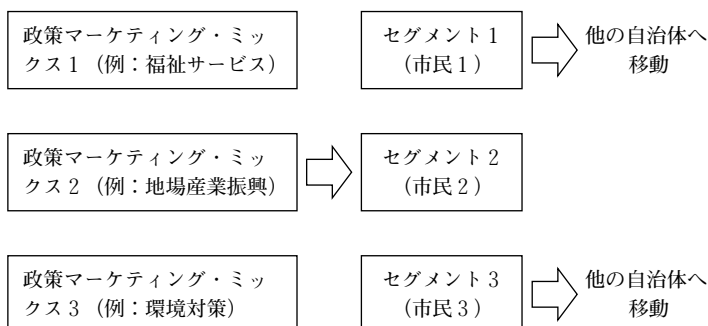 政策マーケティング・ミッ
クス1（例：福祉サービス）
セグメント1
（市民1）
他の自治体へ
移動
政策マーケティング・ミッ
クス2（例：地場産業振興）
セグメント2
（市民2）
政策マーケティング・ミッ
クス3（例：環境対策）
セグメント3
（市民3）
他の自治体へ
移動